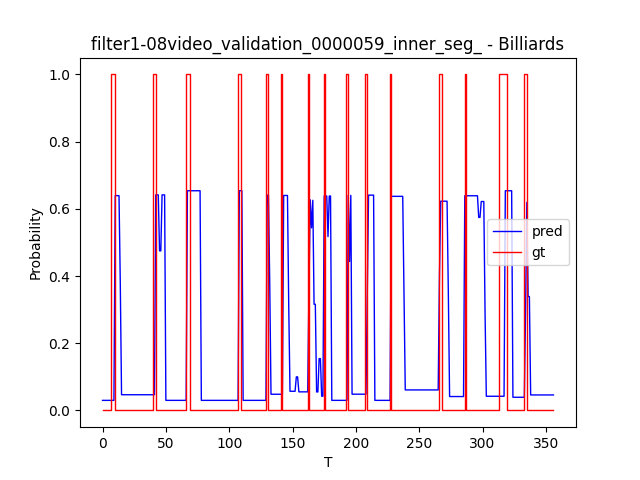 filter1-08video_validation_0000059_inner_seg_ - Billiards
1.0
0.8
0.6
0.4
0.2
0.0
Probability
pred
gt
0 50 100 150 200 250 300 350
T